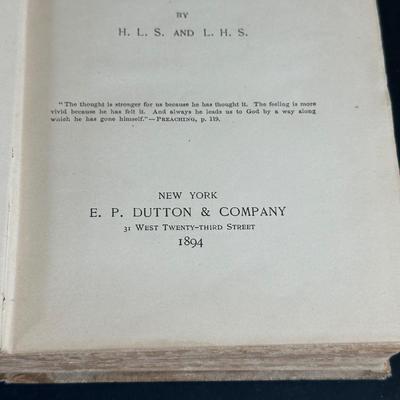 BY
H. L. S. AND L. H. S.
" The thought is stronger for us because he has thought it. The feeling is more
vivid because he has felt it. And always he leads us to God by a way along
which he has gone himself."—PREACHING, p. 119.
NEW YORK
E. P. DUTTON & COMPANY
31 WEST TWENTY-THIRD STREET
1894